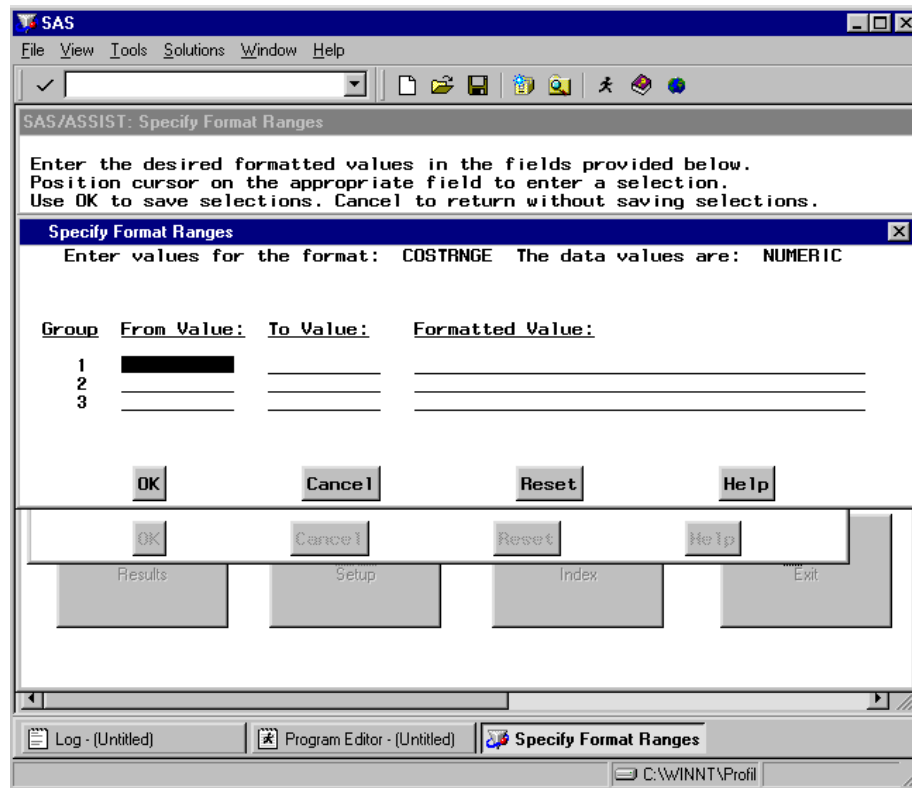 SAS
File View Tools Solutions Window Help
SAS/ASSIST: Specify Format Ranges
Enter the desired formatted values in the fields provided below.
Position cursor on the appropriate field to enter a selection.
Use OK to save selections. Cancel to return without saving selections.
Specify Format Ranges
Enter values for the format: COSTRNGE The data values are: NUMERIC
Group From Value: To Value: Formatted Value:
1
2
3
OK Cancel Reset Help
OK Cancel Reset Help
Results Setup Index Exit
Log - (Untitled) Program Editor - (Untitled) Specify Format Ranges
C:\WINNT\Profil